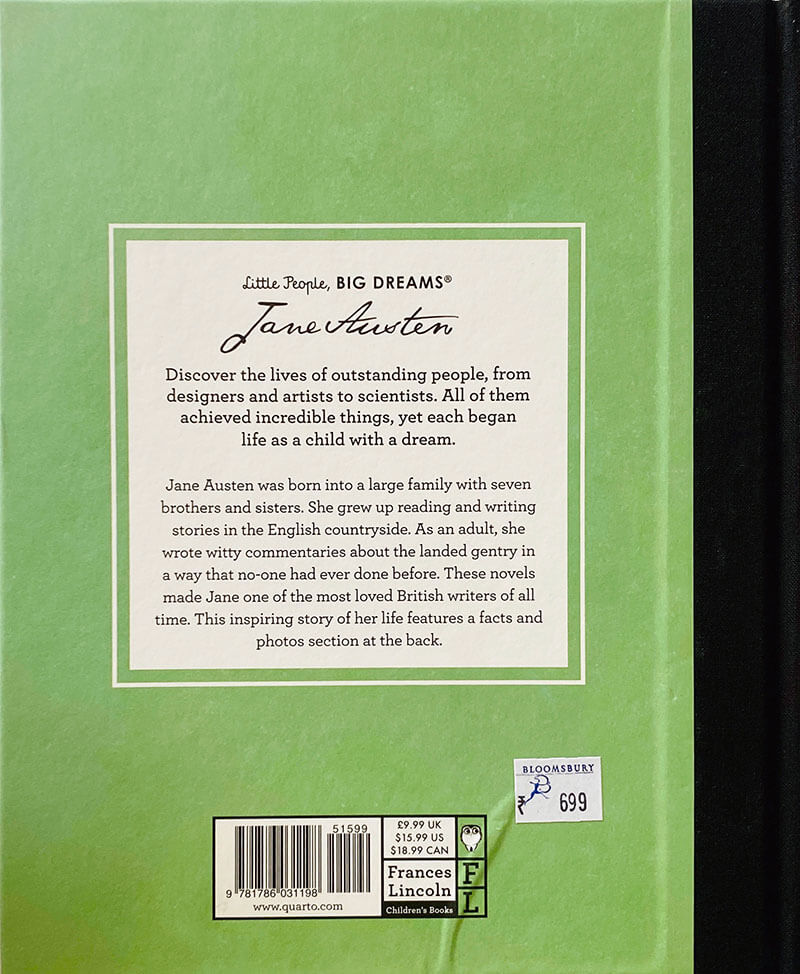 Little People, BIG DREAMS®
Jane Austen
Discover the lives of outstanding people, from
designers and artists to scientists. All of them
achieved incredible things, yet each began
life as a child with a dream.
Jane Austen was born into a large family with seven
brothers and sisters. She grew up reading and writing
stories in the English countryside. As an adult, she
wrote witty commentaries about the landed gentry in
a way that no-one had ever done before. These novels
made Jane one of the most loved British writers of all
time. This inspiring story of her life features a facts and
photos section at the back.
BLOOMSBURY
₹ 699
51599
9 781786 031198
www.quarto.com
£9.99 UK
$15.99 US
$18.99 CAN
Frances
Lincoln
Children's Books
F
L